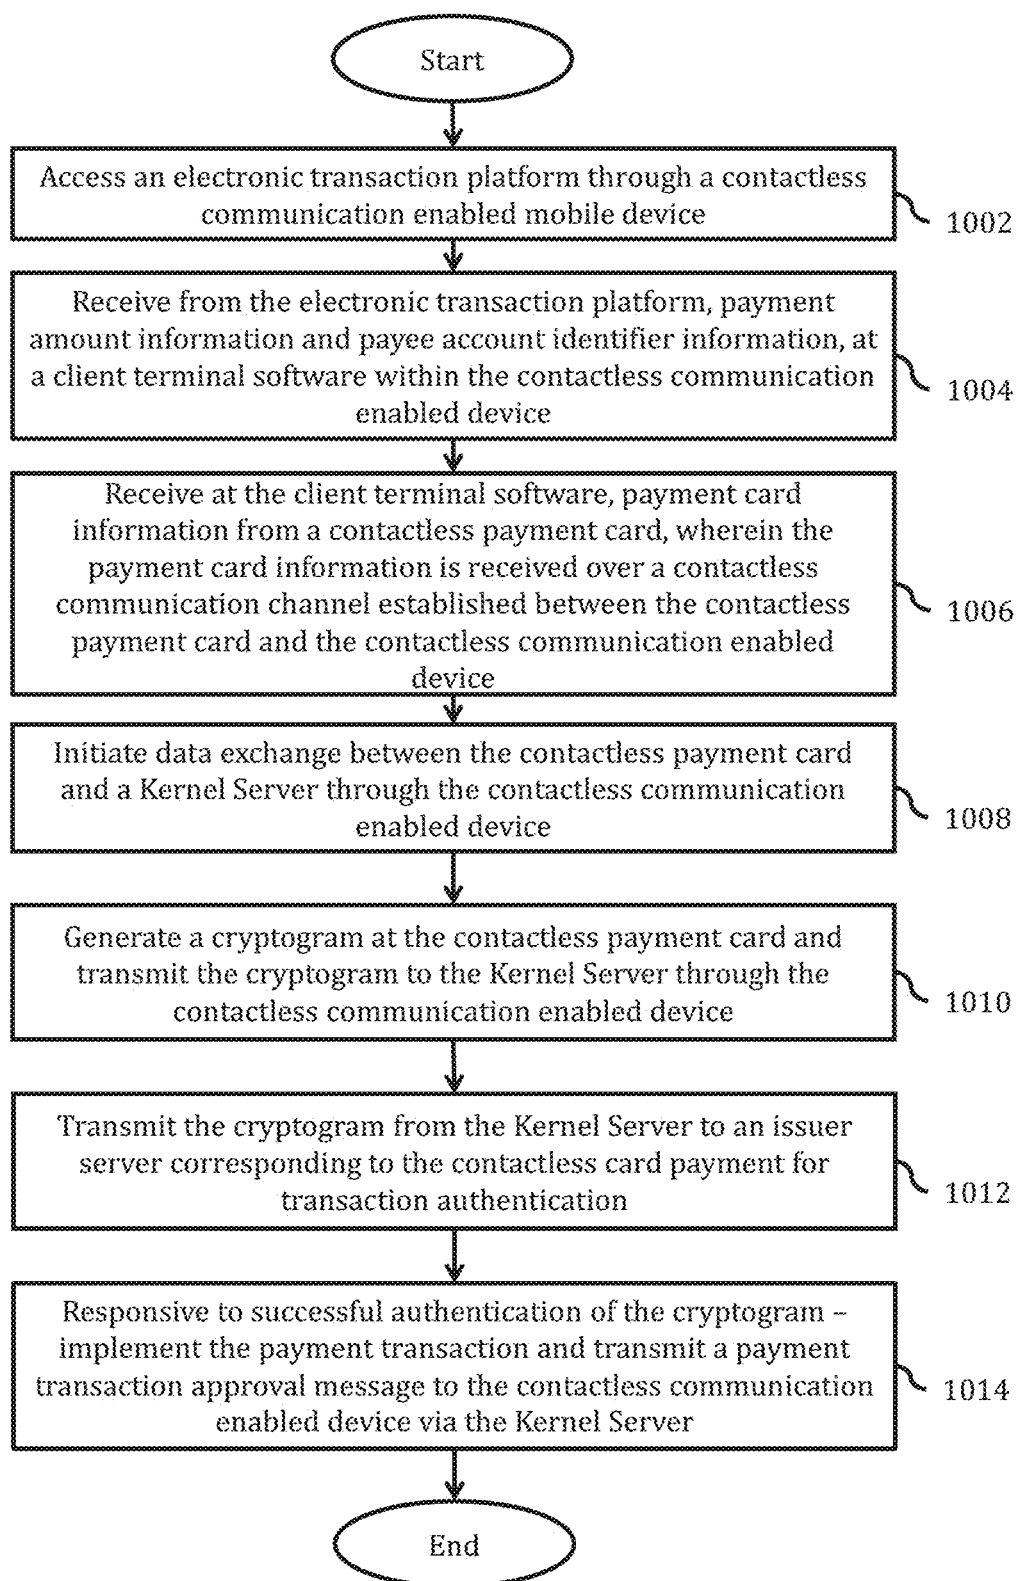 Start
Access an electronic transaction platform through a contactless
communication enabled mobile device
1002
Receive from the electronic transaction platform, payment
amount information and payee account identifier information, at
a client terminal software within the contactless communication
enabled device
1004
Receive at the client terminal software, payment card
information from a contactless payment card, wherein the
payment card information is received over a contactless
communication channel established between the contactless
payment card and the contactless communication enabled
device
1006
Initiate data exchange between the contactless payment card
and a Kernel Server through the contactless communication
enabled device
1008
Generate a cryptogram at the contactless payment card and
transmit the cryptogram to the Kernel Server through the
contactless communication enabled device
1010
Transmit the cryptogram from the Kernel Server to an issuer
server corresponding to the contactless card payment for
transaction authentication
1012
Responsive to successful authentication of the cryptogram –
implement the payment transaction and transmit a payment
transaction approval message to the contactless communication
enabled device via the Kernel Server
1014
End